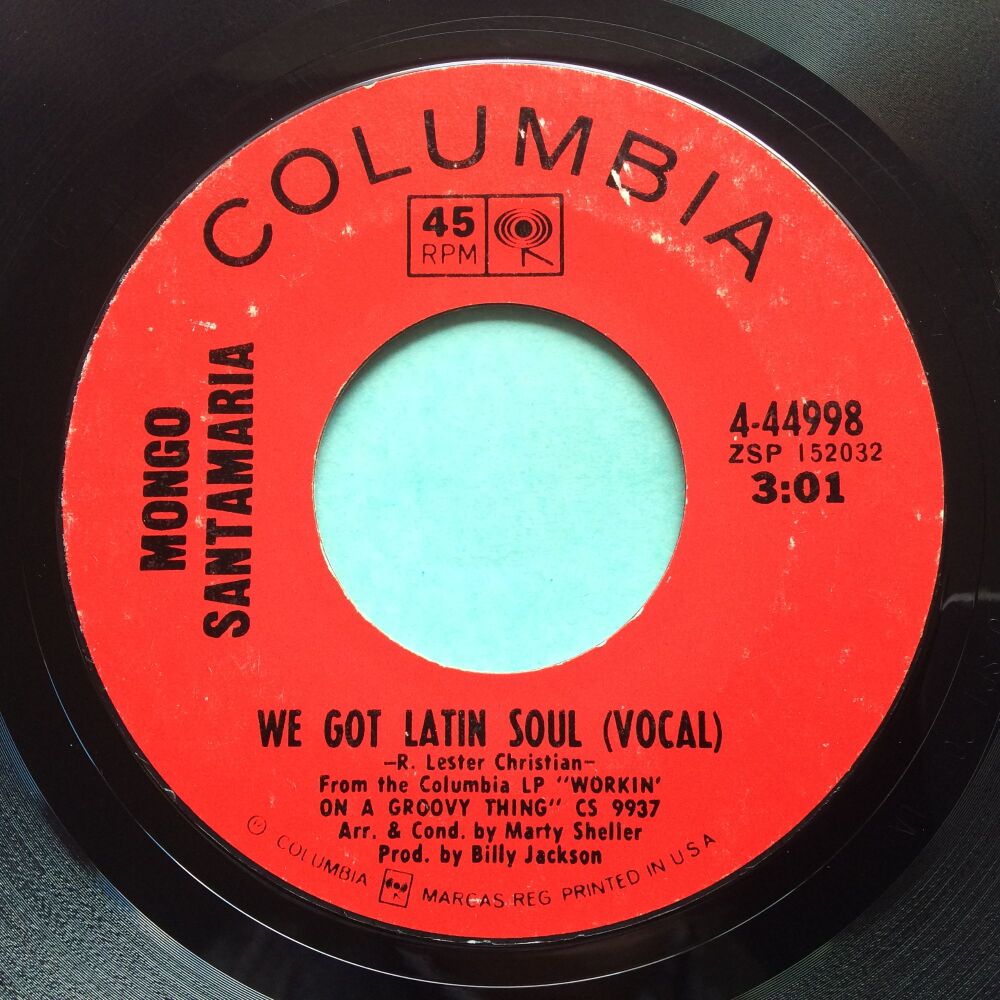 COLUMBIA
45
RPM
MONGO
SANTAMARIA
4-44998
ZSP 152032
3:01
WE GOT LATIN SOUL (VOCAL)
–R. Lester Christian–
From the Columbia LP "WORKIN'
ON A GROOVY THING" CS 9937
Arr. & Cond. by Marty Sheller
Prod. by Billy Jackson
℗ COLUMBIA MARCAS REG PRINTED IN U S A